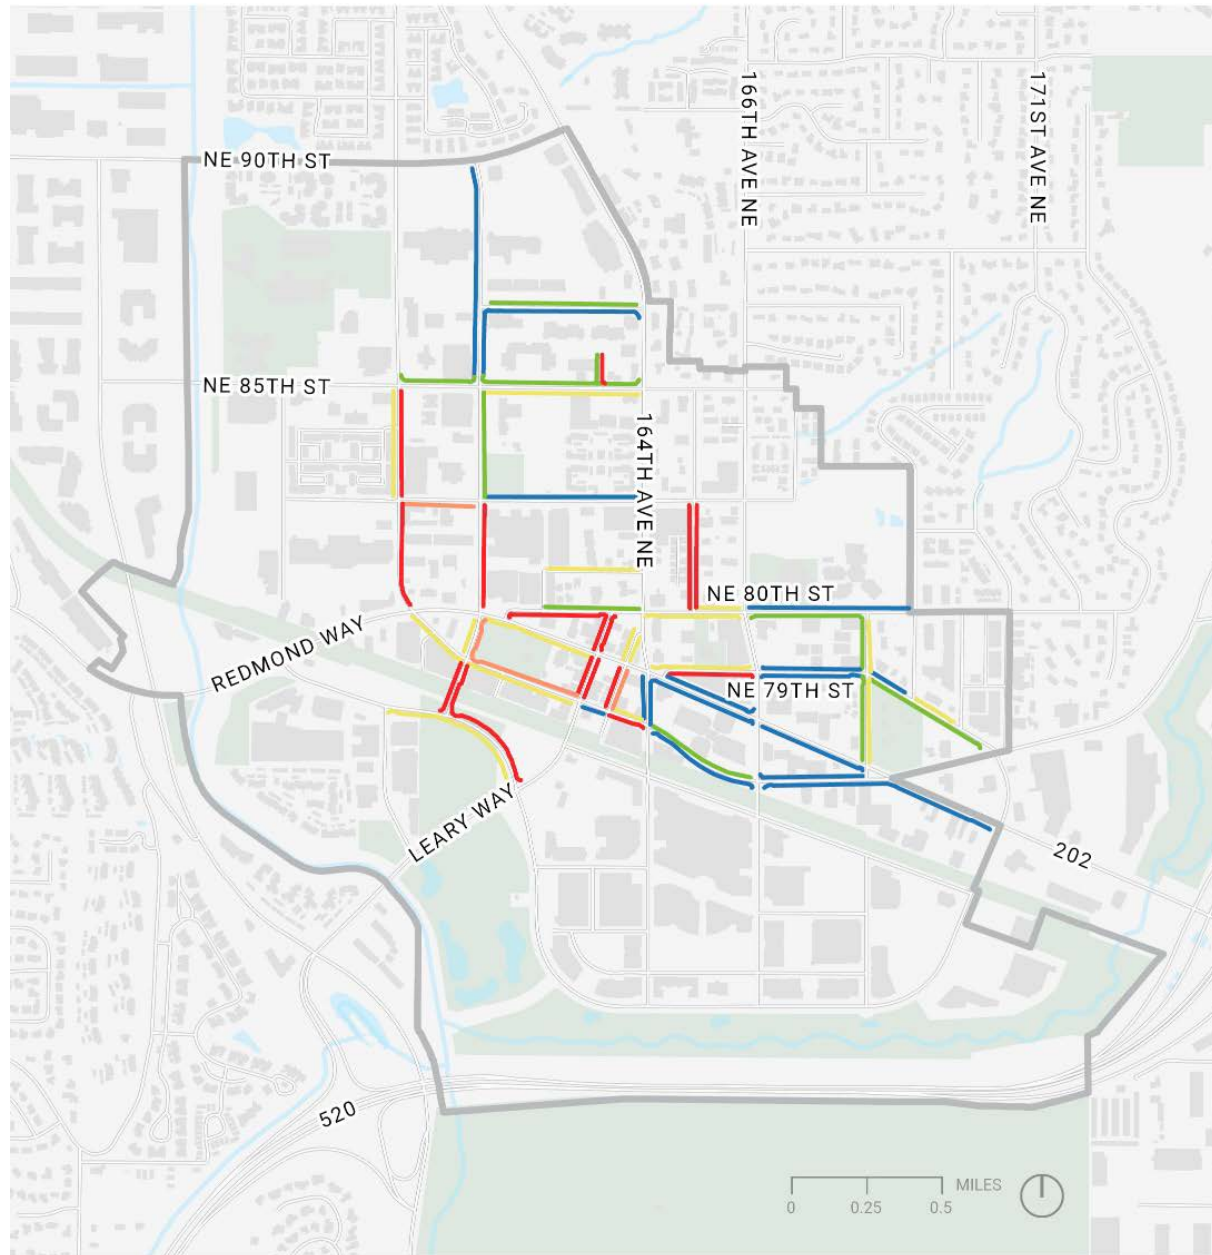 166TH AVE NE
171ST AVE NE
NE 90TH ST
NE 85TH ST
164TH AVE NE
NE 80TH ST
REDMOND WAY
NE 79TH ST
LEARY WAY
202
520
MILES
0 0.25 0.5